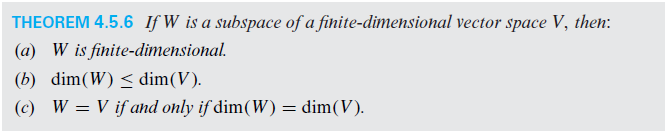 THEOREM 4.5.6 If W is a subspace of a finite-dimensional vector space V, then:
(a) W is finite-dimensional.
(b) dim(W) ≤ dim(V).
(c) W = V if and only if dim(W) = dim(V).